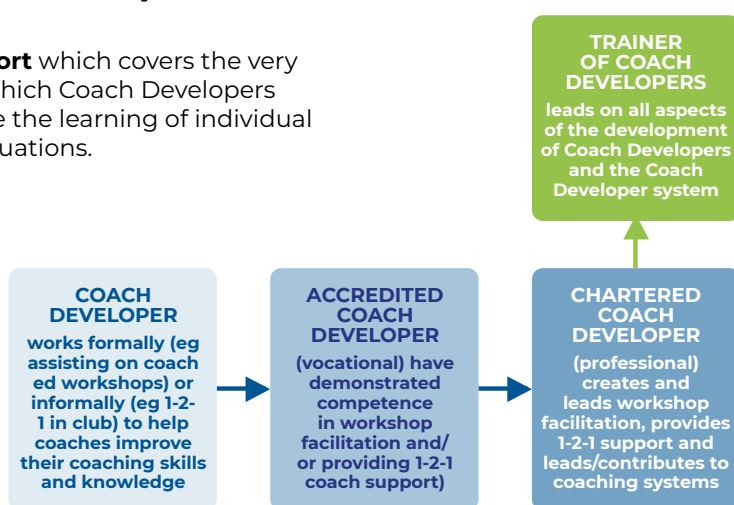 ort which covers the very
hich Coach Developers
e the learning of individual
uations.
TRAINER
OF COACH
DEVELOPERS
leads on all aspects
of the development
of Coach Developers
and the Coach
Developer system
COACH
DEVELOPER
works formally (eg
assisting on coach
ed workshops) or
informally (eg 1-2-
1 in club) to help
coaches improve
their coaching skills
and knowledge
ACCREDITED
COACH
DEVELOPER
(vocational) have
demonstrated
competence
in workshop
facilitation and/
or providing 1-2-1
coach support)
CHARTERED
COACH
DEVELOPER
(professional)
creates and
leads workshop
facilitation, provides
1-2-1 support and
leads/contributes to
coaching systems